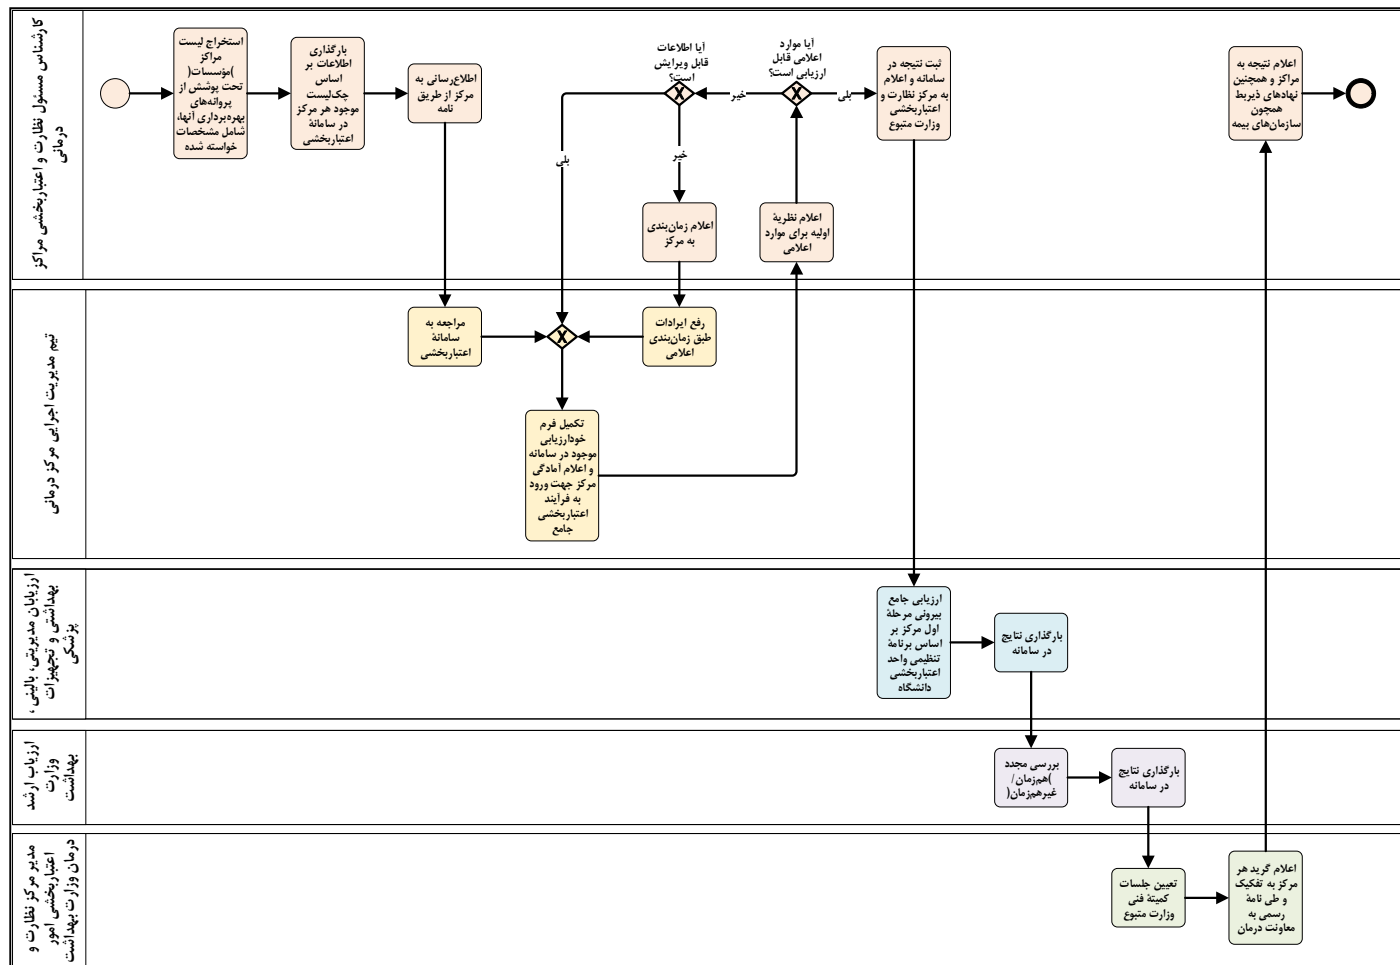 کارشناس مسئول نظارت و اعتباربخشی مراکز
درمانی
استخراج لیست
مراکز
)مؤسسات(
تحت پوشش از
پروانه‌های
بهره‌برداری آنها،
شامل مشخصات
خواسته شده
بارگذاری
اطلاعات بر
اساس
چک‌لیست
موجود هر مرکز
در سامانۀ
اعتباربخشی
اطلاع‌رسانی به
مرکز از طریق
نامه
آیا اطلاعات
قابل ویرایش
است؟
X
خیر
آیا موارد
اعلامی قابل
ارزیابی است؟
X
بلی
ثبت نتیجه در
سامانه و اعلام
به مرکز نظارت و
اعتباربخشی
وزارت متبوع
اعلام نتیجه به
مراکز و همچنین
نهادهای ذیربط
همچون
سازمان‌های بیمه
بلی
خیر
اعلام زمان‌بندی
به مرکز
اعلام نظریۀ
اولیه برای موارد
اعلامی
تیم مدیریت اجرایی مرکز درمانی
مراجعه به
سامانۀ
اعتباربخشی
X
رفع ایرادات
طبق زمان‌بندی
اعلامی
تکمیل فرم
خودارزیابی
موجود در سامانه
و اعلام آمادگی
مرکز جهت ورود
به فرآیند
اعتباربخشی
جامع
ارزیابان مدیریتی، بالینی ،
بهداشتی و تجهیزات
پزشکی
ارزیابی جامع
بیرونی مرحلۀ
اول مرکز بر
اساس برنامۀ
تنظیمی واحد
اعتباربخشی
دانشگاه
بارگذاری نتایج
در سامانه
ارزیاب ارشد
وزارت
بهداشت
بررسی مجدد
)هم‌زمان/
غیرهم‌زمان(
بارگذاری نتایج
در سامانه
مدیر مرکز نظارت و
اعتباربخشی امور
درمان وزارت بهداشت
تعیین جلسات
کمیتۀ فنی
وزارت متبوع
اعلام گرید هر
مرکز به تفکیک
و طی نامۀ
رسمی به
معاونت درمان